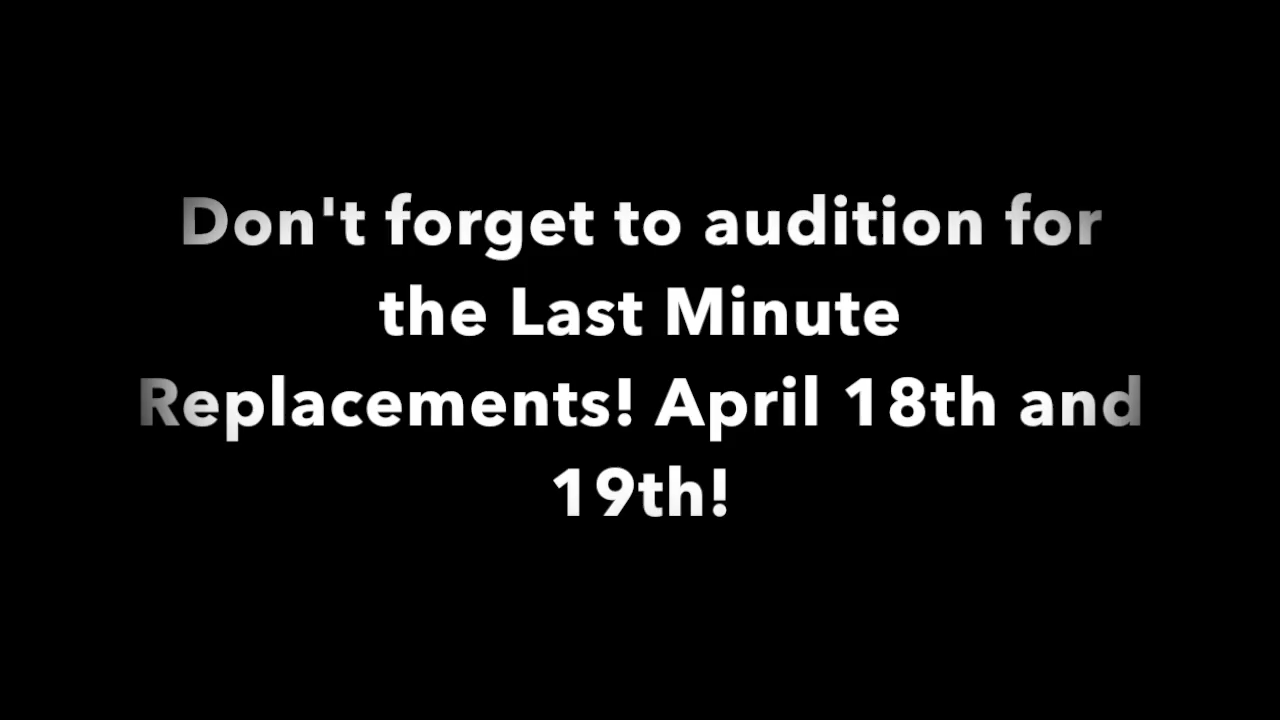 Don't forget to audition for
the Last Minute
Replacements! April 18th and
19th!